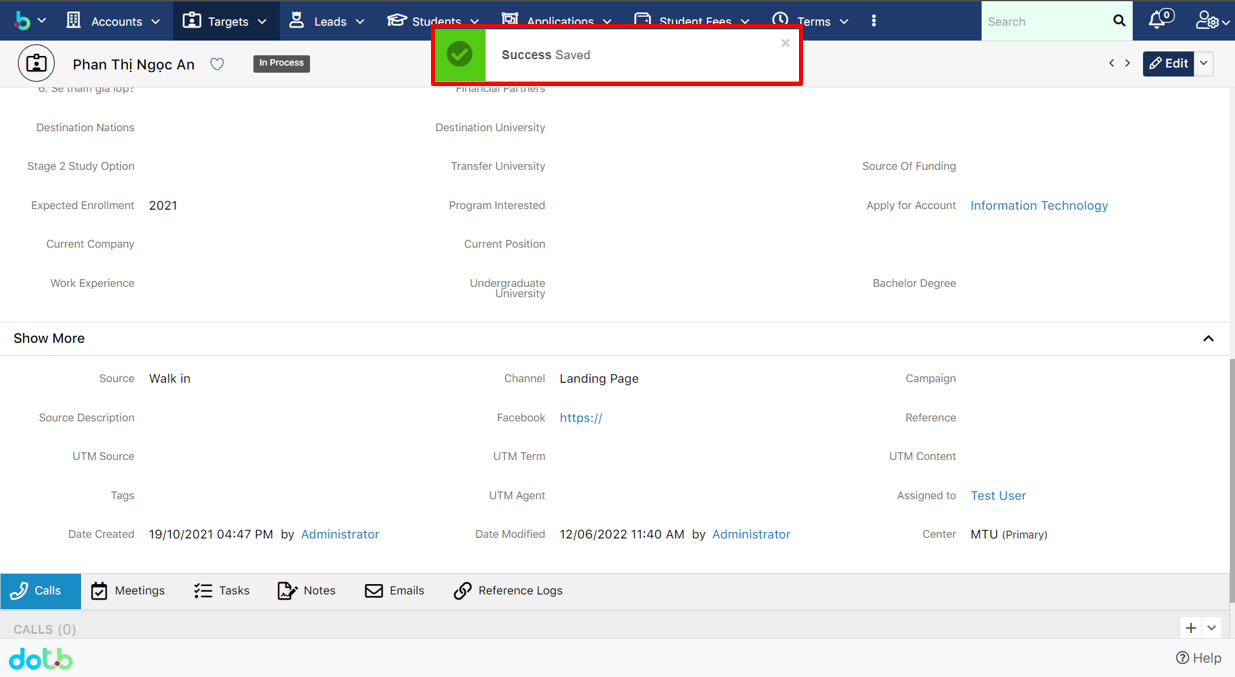 Accounts Targets Leads Students Applications Student Fees Terms Search 0
Success Saved ×
Phan Thị Ngọc An In Process Edit
Financial Partners
Destination Nations Destination University
Stage 2 Study Option Transfer University Source Of Funding
Expected Enrollment 2021 Program Interested Apply for Account Information Technology
Current Company Current Position
Work Experience Undergraduate University Bachelor Degree
Show More
Source Walk in Channel Landing Page Campaign
Source Description Facebook https:// Reference
UTM Source UTM Term UTM Content
Tags UTM Agent Assigned to Test User
Date Created 19/10/2021 04:47 PM by Administrator Date Modified 12/06/2022 11:40 AM by Administrator Center MTU (Primary)
Calls Meetings Tasks Notes Emails Reference Logs
CALLS (0)
dotb Help